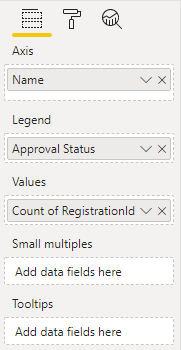 Axis
Name
Legend
Approval Status
Values
Count of RegistrationId
Small multiples
Add data fields here
Tooltips
Add data fields here